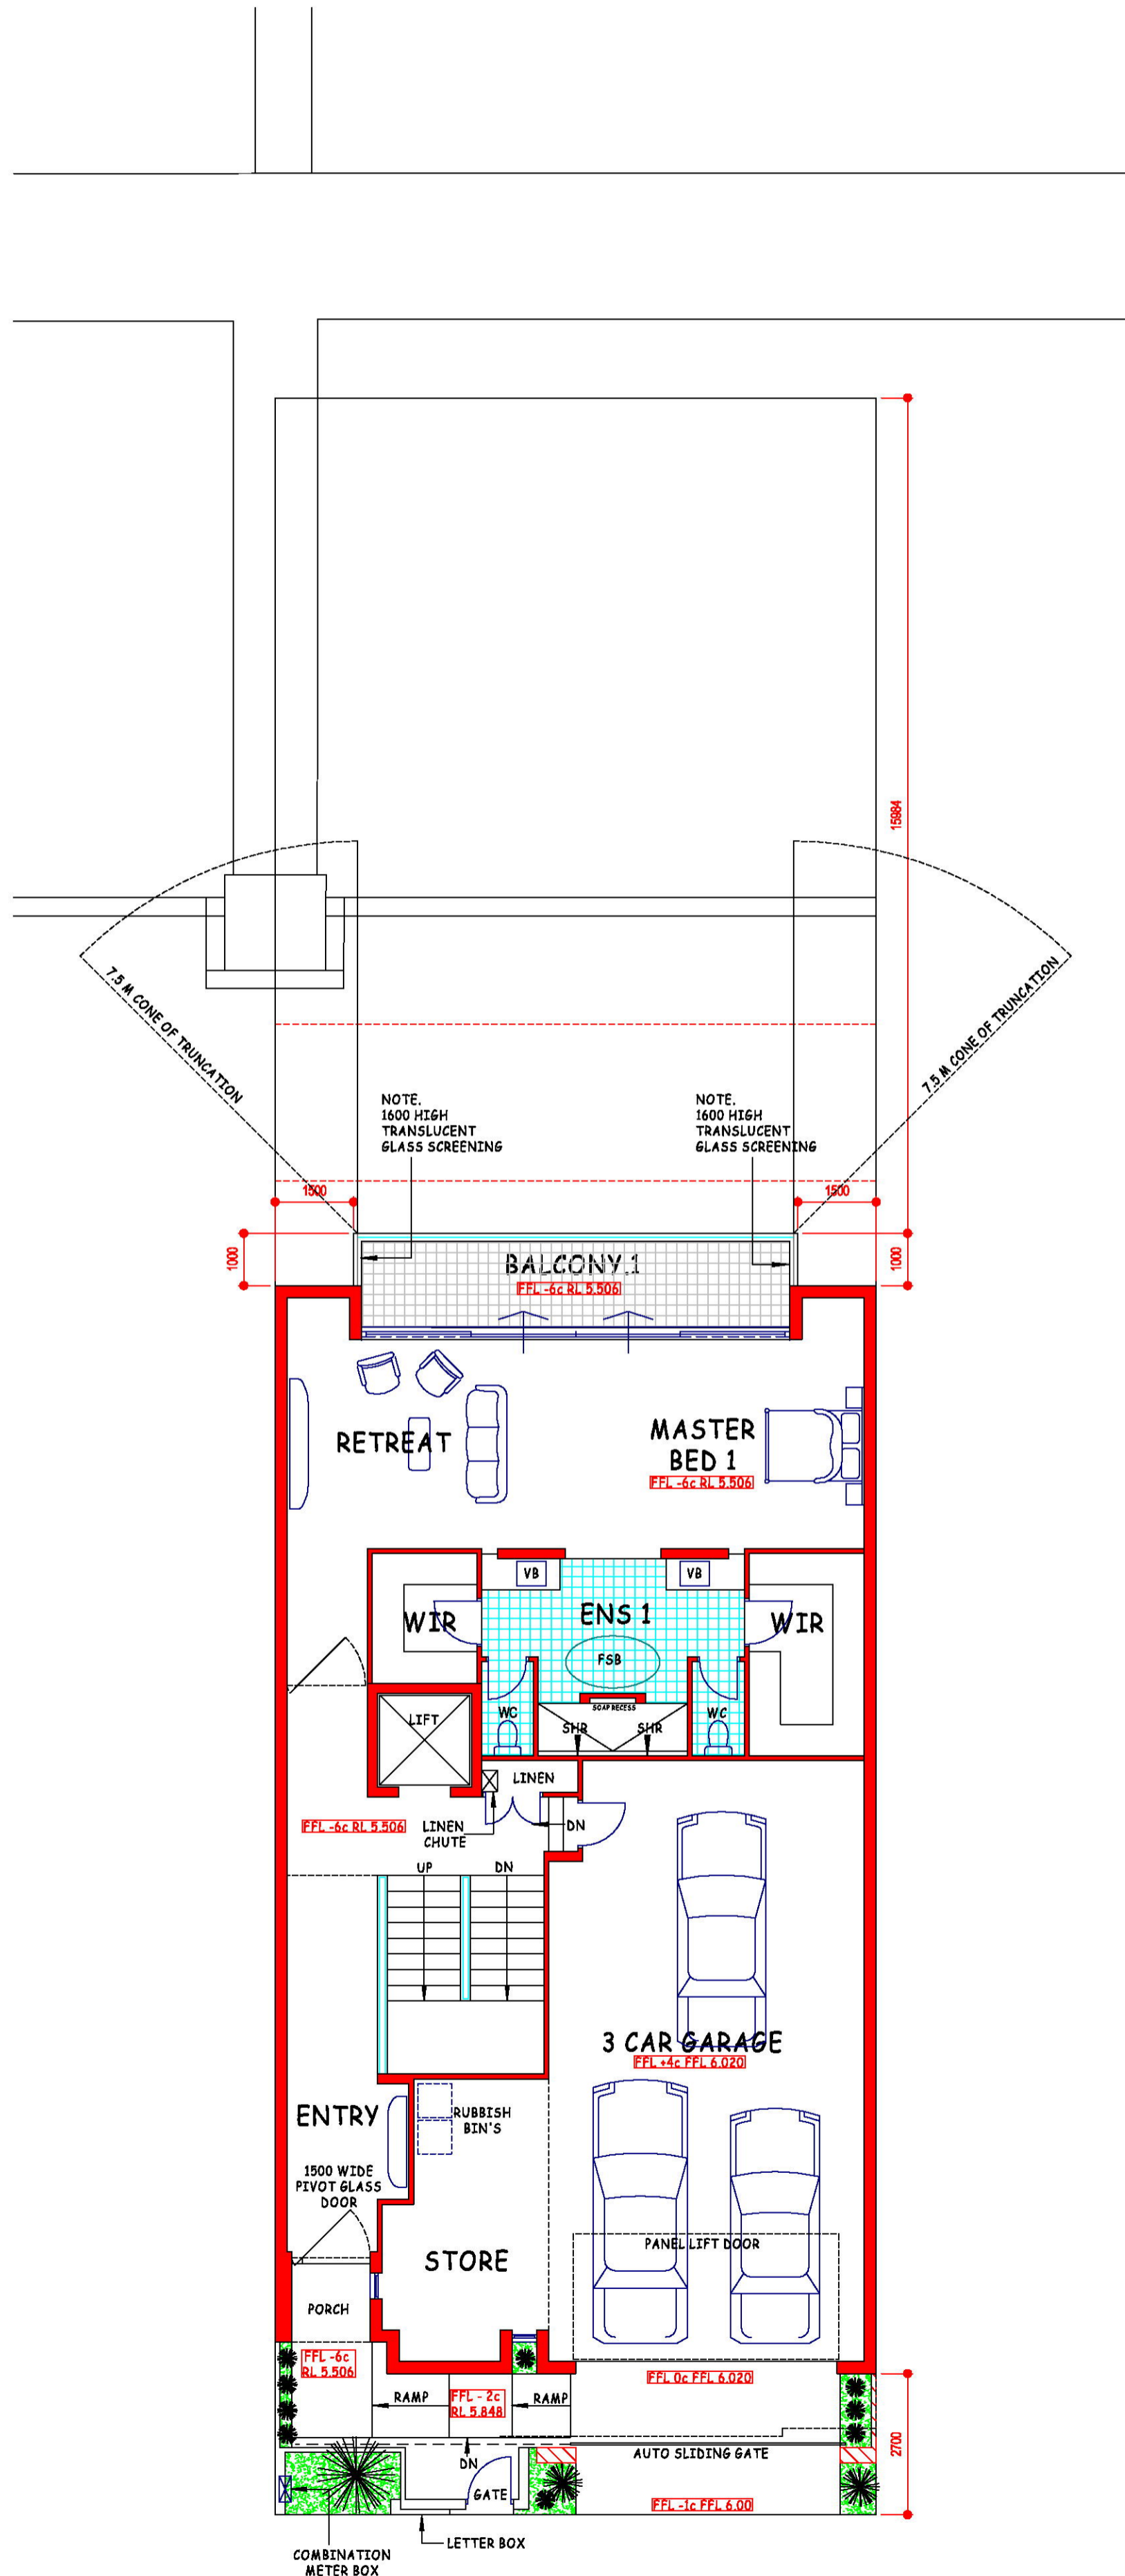 15984
7.5 M CONE OF TRUNCATION
7.5 M CONE OF TRUNCATION
NOTE.
1600 HIGH
TRANSLUCENT
GLASS SCREENING
NOTE.
1600 HIGH
TRANSLUCENT
GLASS SCREENING
1500
1500
1000
1000
BALCONY 1
FFL -6c RL 5.506
RETREAT
MASTER
BED 1
FFL -6c RL 5.506
VB
VB
WIR
ENS 1
WIR
FSB
WC
SOAP RECESS
WC
LIFT
SHR
SHR
LINEN
FFL -6c RL 5.506
LINEN
CHUTE
DN
UP
DN
3 CAR GARAGE
FFL +4c FFL 6.020
ENTRY
RUBBISH
BIN'S
1500 WIDE
PIVOT GLASS
DOOR
PANEL LIFT DOOR
STORE
PORCH
FFL -6c
RL 5.506
FFL 0c FFL 6.020
RAMP
FFL - 2c
RL 5.848
RAMP
2700
DN
AUTO SLIDING GATE
GATE
FFL -1c FFL 6.00
LETTER BOX
COMBINATION
METER BOX